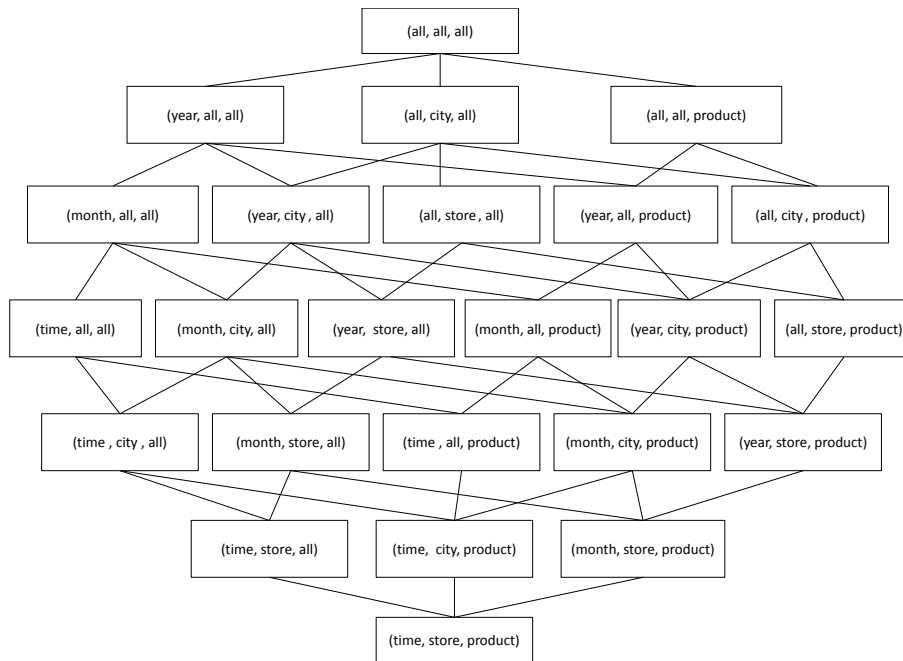 (all, all, all)
(year, all, all)
(all, city, all)
(all, all, product)
(month, all, all)
(year, city , all)
(all, store , all)
(year, all, product)
(all, city , product)
(time, all, all)
(month, city, all)
(year,  store, all)
(month, all, product)
(year, city, product)
(all, store, product)
(time , city , all)
(month, store, all)
(time , all, product)
(month, city, product)
(year, store, product)
(time, store, all)
(time,  city, product)
(month, store, product)
(time, store, product)